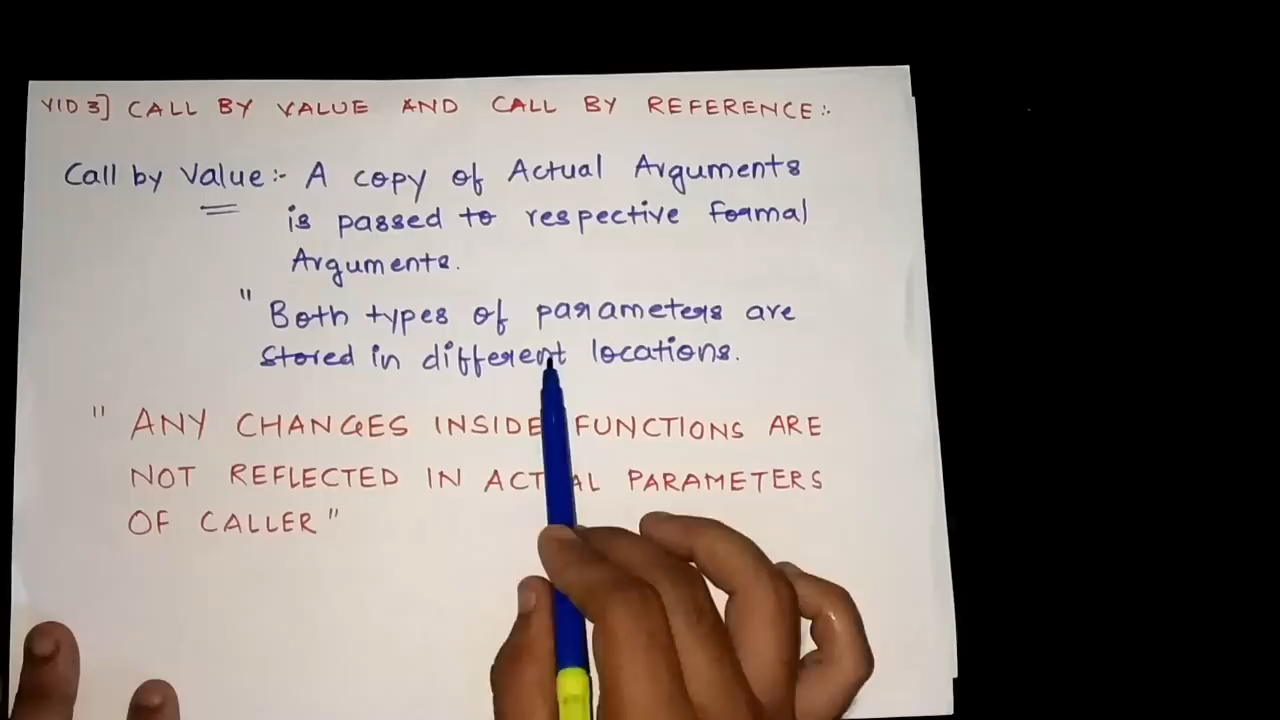 VID 3] CALL BY VALUE AND CALL BY REFERENCE:-
Call by Value:- A copy of Actual Arguments
is passed to respective formal
Arguments.
" Both types of parameters are
stored in different locations.
" ANY CHANGES INSIDE FUNCTIONS ARE
NOT REFLECTED IN ACTUAL PARAMETERS
OF CALLER"